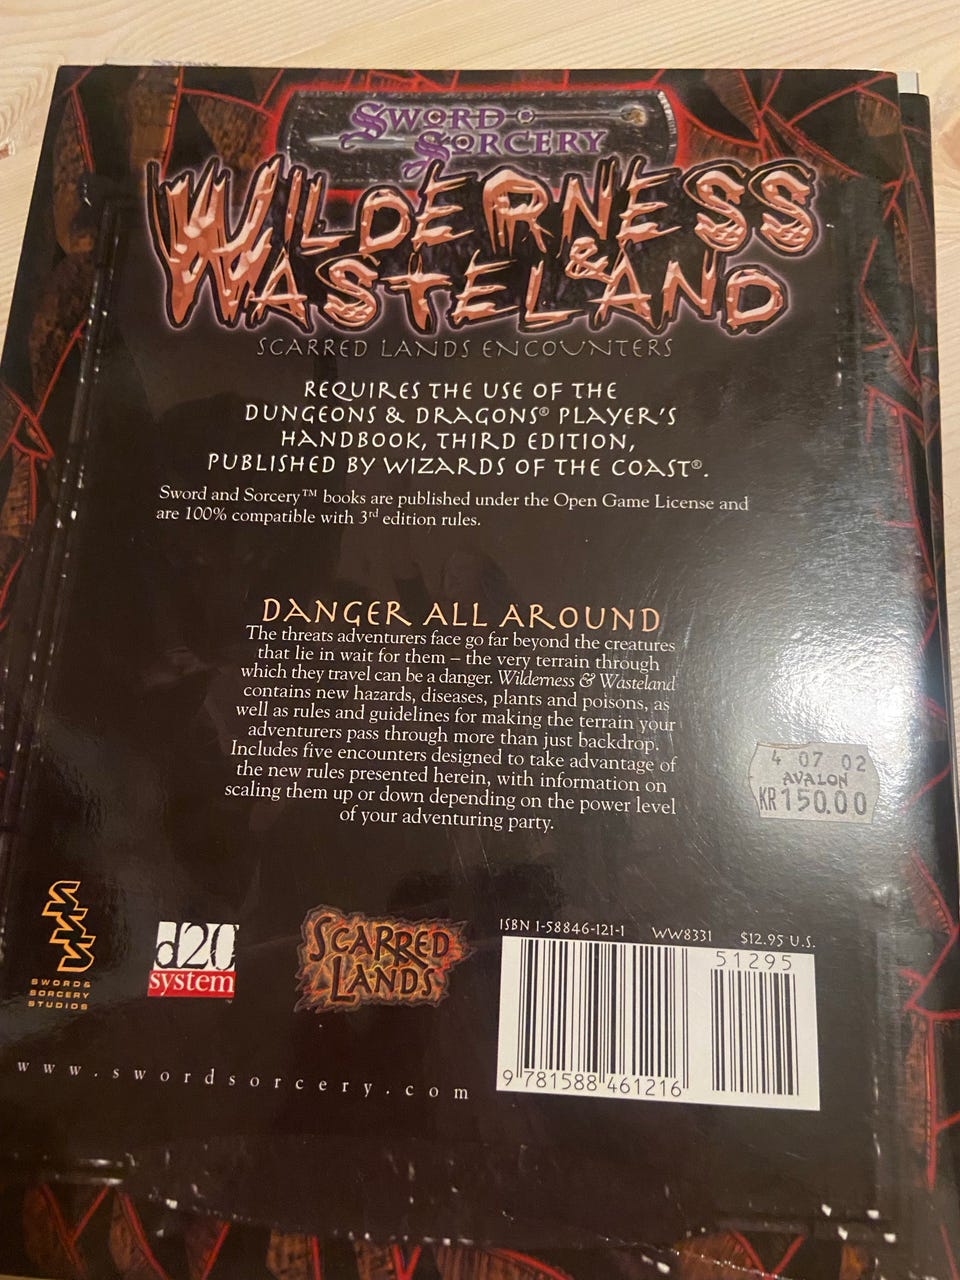 SWORD
SORCERY
WILDERNESS
& WASTELAND
SCARRED LANDS ENCOUNTERS
REQUIRES THE USE OF THE
DUNGEONS & DRAGONS® PLAYER'S
HANDBOOK, THIRD EDITION,
PUBLISHED BY WIZARDS OF THE COAST®.
Sword and Sorcery™ books are published under the Open Game License and
are 100% compatible with 3rd edition rules.
DANGER ALL AROUND
The threats adventurers face go far beyond the creatures
that lie in wait for them – the very terrain through
which they travel can be a danger. Wilderness & Wasteland
contains new hazards, diseases, plants and poisons, as
well as rules and guidelines for making the terrain your
adventurers pass through more than just backdrop.
Includes five encounters designed to take advantage of
the new rules presented herein, with information on
scaling them up or down depending on the power level
of your adventuring party.
4 07 02
AVALON
KR 150.00
SSS
SWORD &
SORCERY
STUDIOS
d20
system™
SCARRED
LANDS
ISBN 1-58846-121-1 WW8331 $12.95 U.S.
51295
9 781588 461216
www.swordsorcery.com